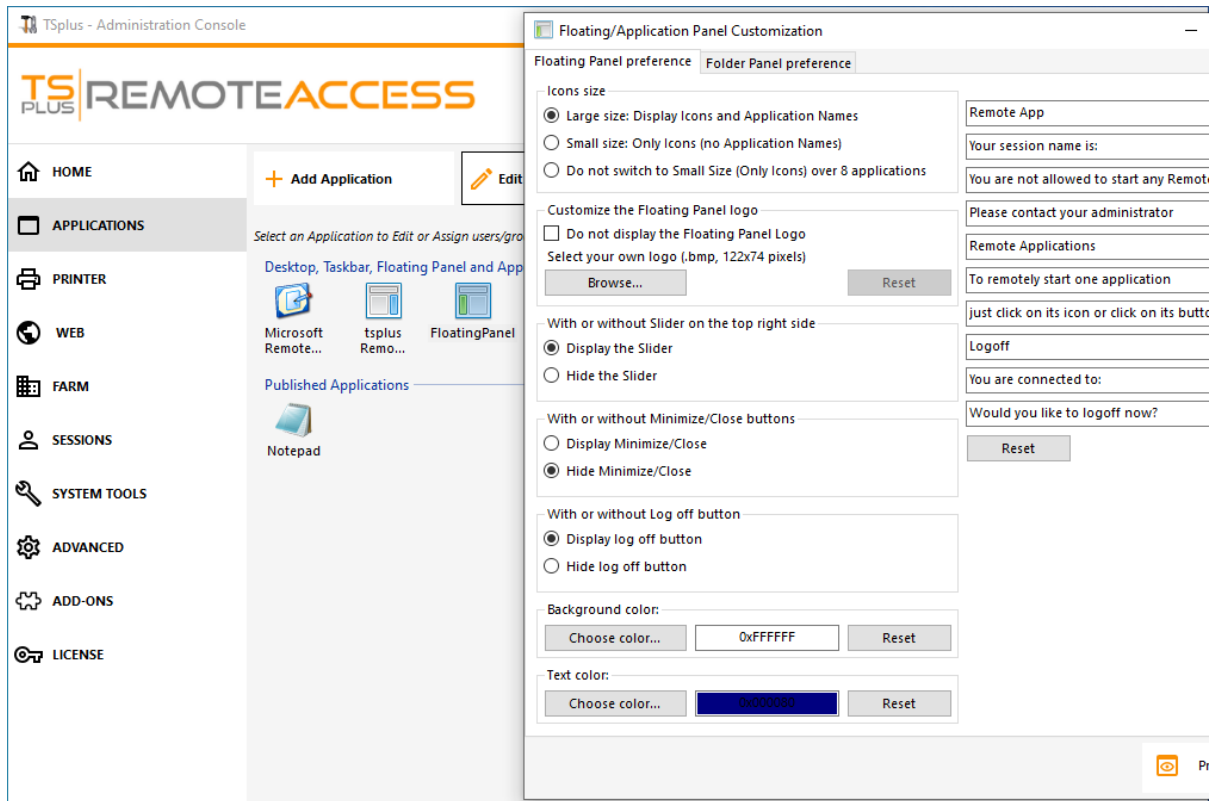 TSplus - Administration Console
TS PLUS REMOTEACCESS
HOME
APPLICATIONS
PRINTER
WEB
FARM
SESSIONS
SYSTEM TOOLS
ADVANCED
ADD-ONS
LICENSE
Add Application
Edit
Select an Application to Edit or Assign users/gro
Desktop, Taskbar, Floating Panel and App
Microsoft
Remote...
tsplus
Remo...
FloatingPanel
Published Applications
Notepad
Floating/Application Panel Customization
Floating Panel preference
Folder Panel preference
Icons size
Large size: Display Icons and Application Names
Small size: Only Icons (no Application Names)
Do not switch to Small Size (Only Icons) over 8 applications
Customize the Floating Panel logo
Do not display the Floating Panel Logo
Select your own logo (.bmp, 122x74 pixels)
Browse...
Reset
With or without Slider on the top right side
Display the Slider
Hide the Slider
With or without Minimize/Close buttons
Display Minimize/Close
Hide Minimize/Close
With or without Log off button
Display log off button
Hide log off button
Background color:
Choose color...
0xFFFFFF
Reset
Text color:
Choose color...
Reset
Remote App
Your session name is:
You are not allowed to start any Remote
Please contact your administrator
Remote Applications
To remotely start one application
just click on its icon or click on its butto
Logoff
You are connected to:
Would you like to logoff now?
Reset
Pr